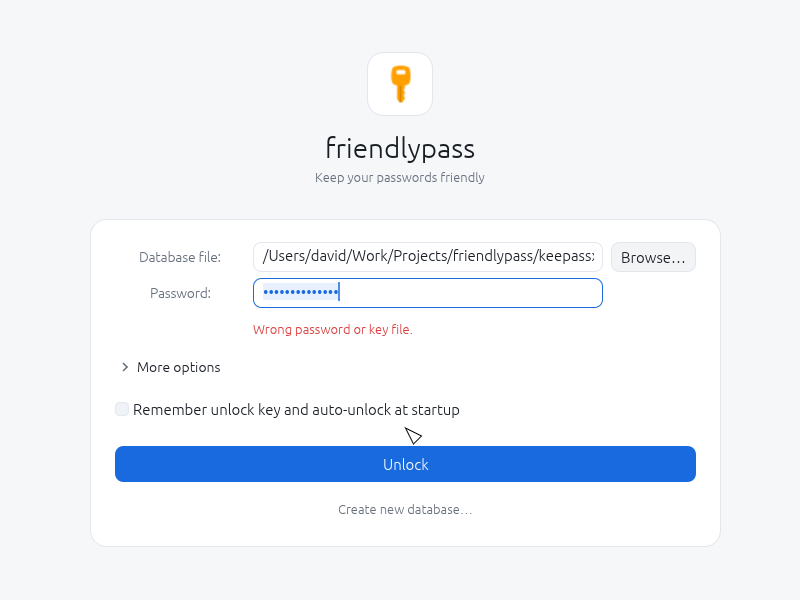 friendlypass
Keep your passwords friendly
Database file: /Users/david/Work/Projects/friendlypass/keepass Browse...
Password: ••••••••••••••
Wrong password or key file.
More options
Remember unlock key and auto-unlock at startup
Unlock
Create new database...